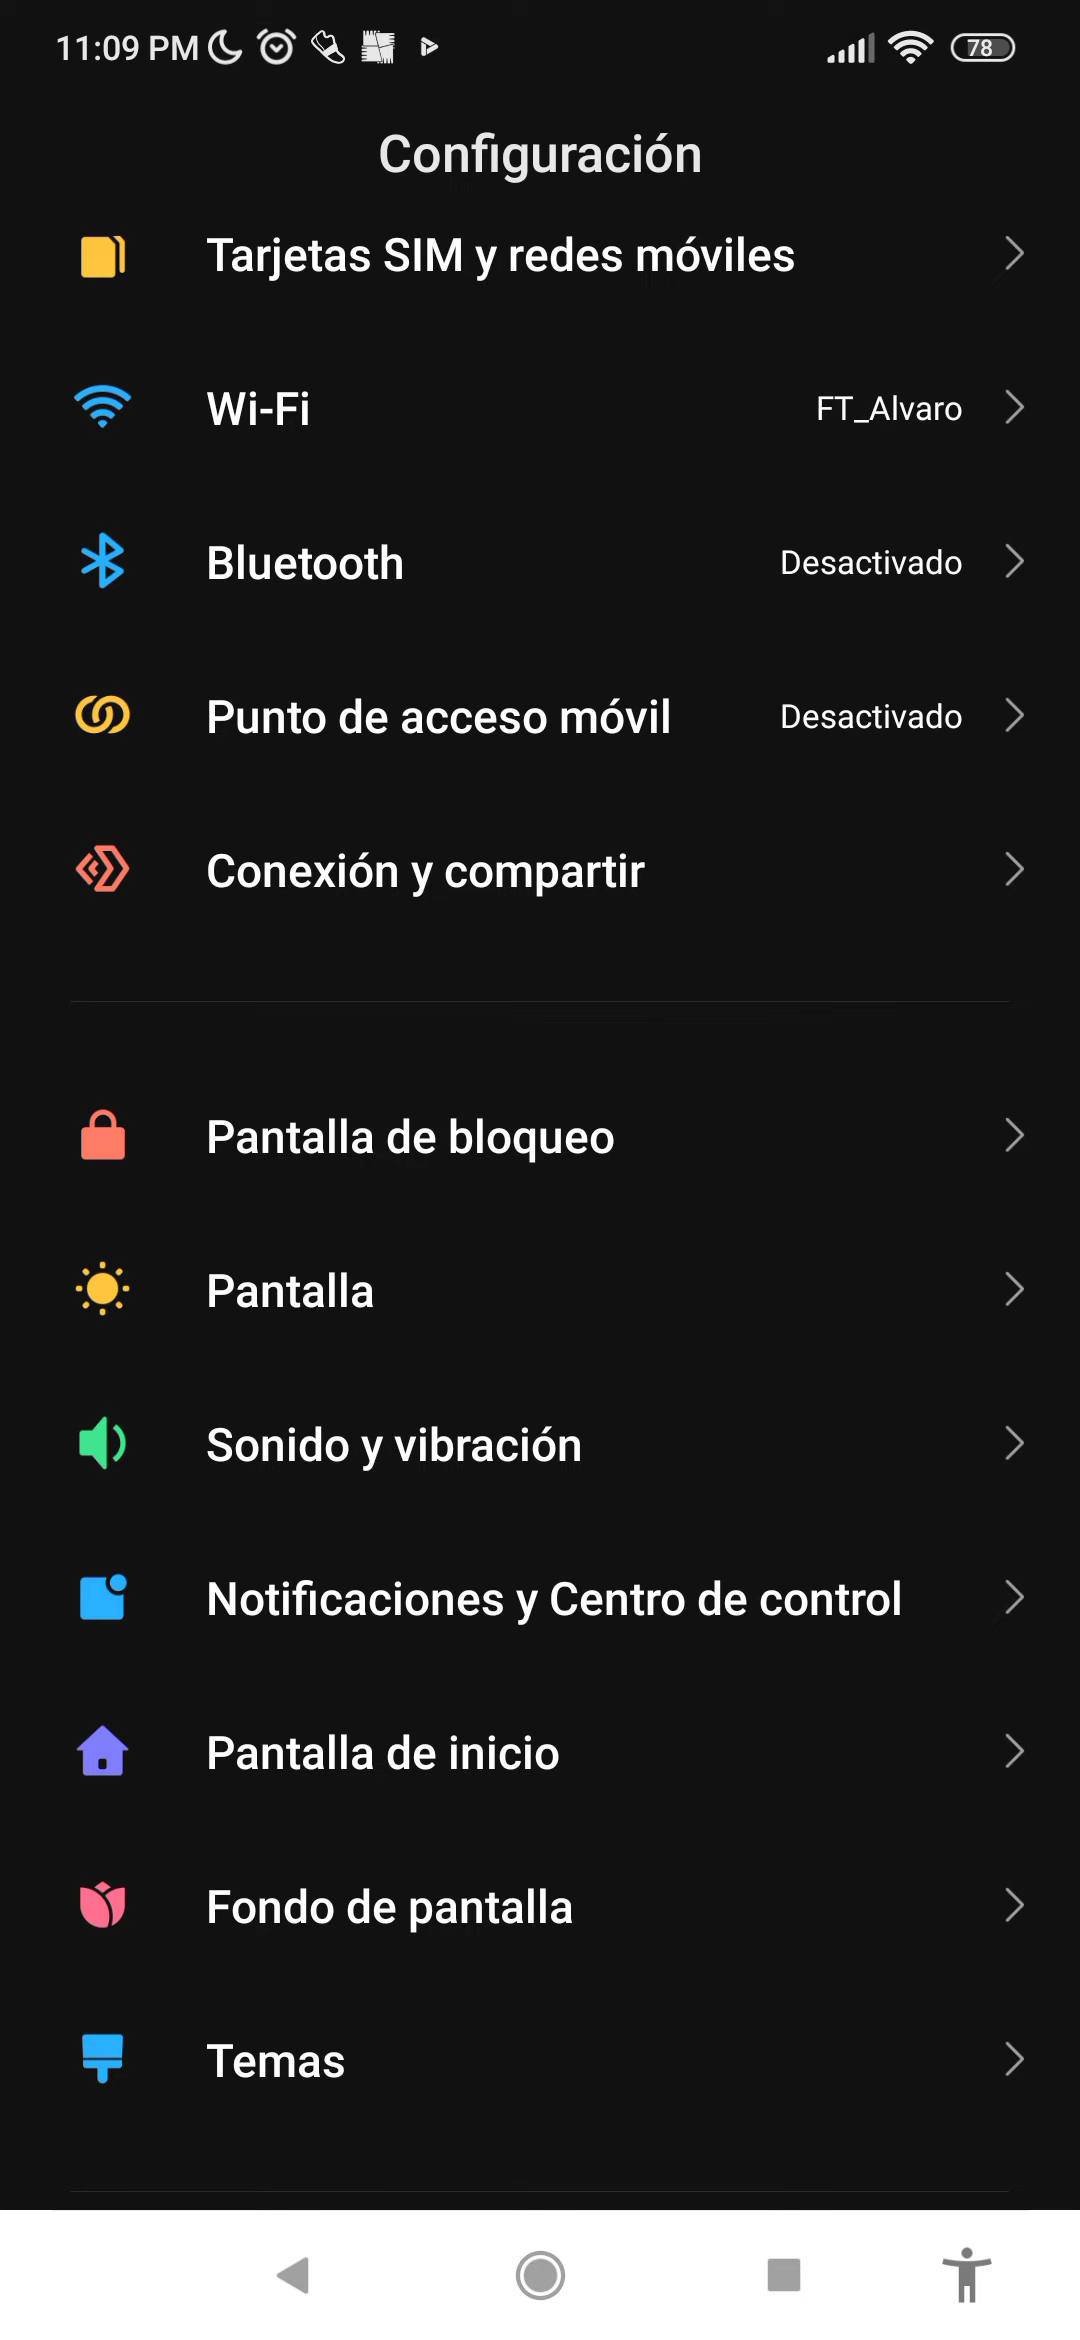 11:09 PM 78
Configuración
Tarjetas SIM y redes móviles
Wi-Fi FT_Alvaro
Bluetooth Desactivado
Punto de acceso móvil Desactivado
Conexión y compartir
Pantalla de bloqueo
Pantalla
Sonido y vibración
Notificaciones y Centro de control
Pantalla de inicio
Fondo de pantalla
Temas